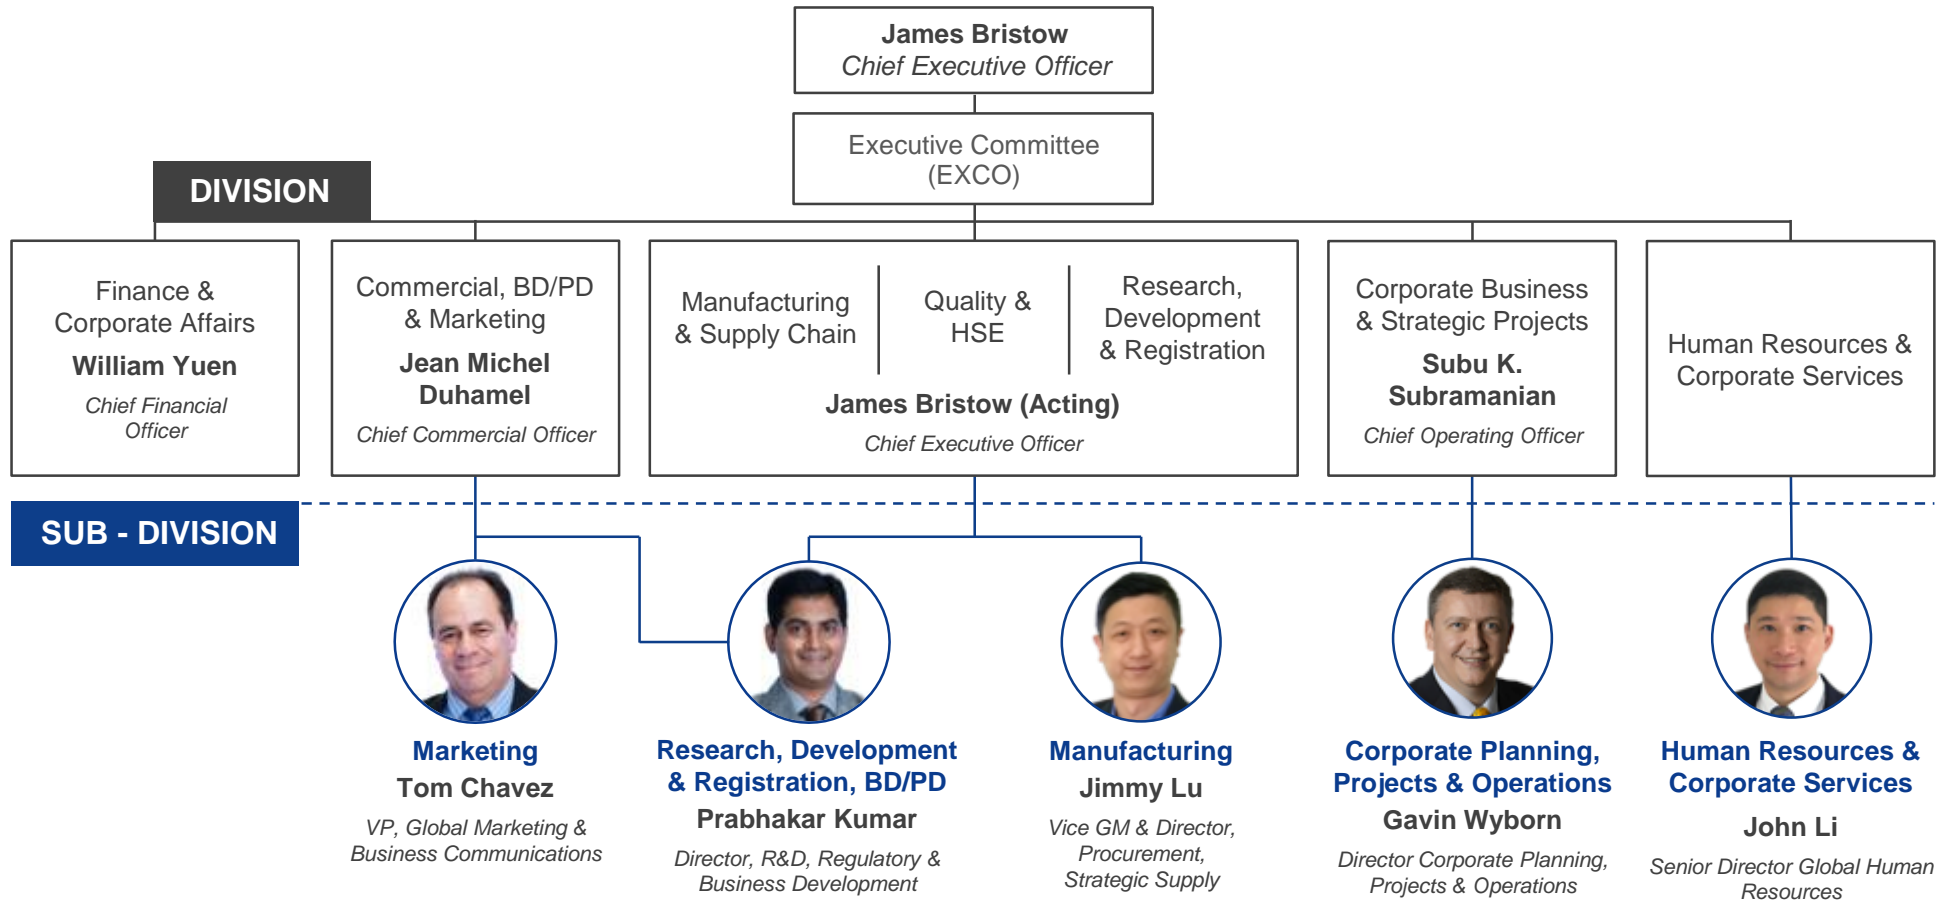 James Bristow
Chief Executive Officer
Executive Committee
(EXCO)
DIVISION
Finance &
Corporate Affairs
William Yuen
Chief Financial
Officer
Commercial, BD/PD
& Marketing
Jean Michel
Duhamel
Chief Commercial Officer
Manufacturing
& Supply Chain
Quality &
HSE
Research,
Development
& Registration
James Bristow (Acting)
Chief Executive Officer
Corporate Business
& Strategic Projects
Subu K.
Subramanian
Chief Operating Officer
Human Resources &
Corporate Services
SUB - DIVISION
Marketing
Tom Chavez
VP, Global Marketing &
Business Communications
Research, Development
& Registration, BD/PD
Prabhakar Kumar
Director, R&D, Regulatory &
Business Development
Manufacturing
Jimmy Lu
Vice GM & Director,
Procurement,
Strategic Supply
Corporate Planning,
Projects & Operations
Gavin Wyborn
Director Corporate Planning,
Projects & Operations
Human Resources &
Corporate Services
John Li
Senior Director Global Human
Resources